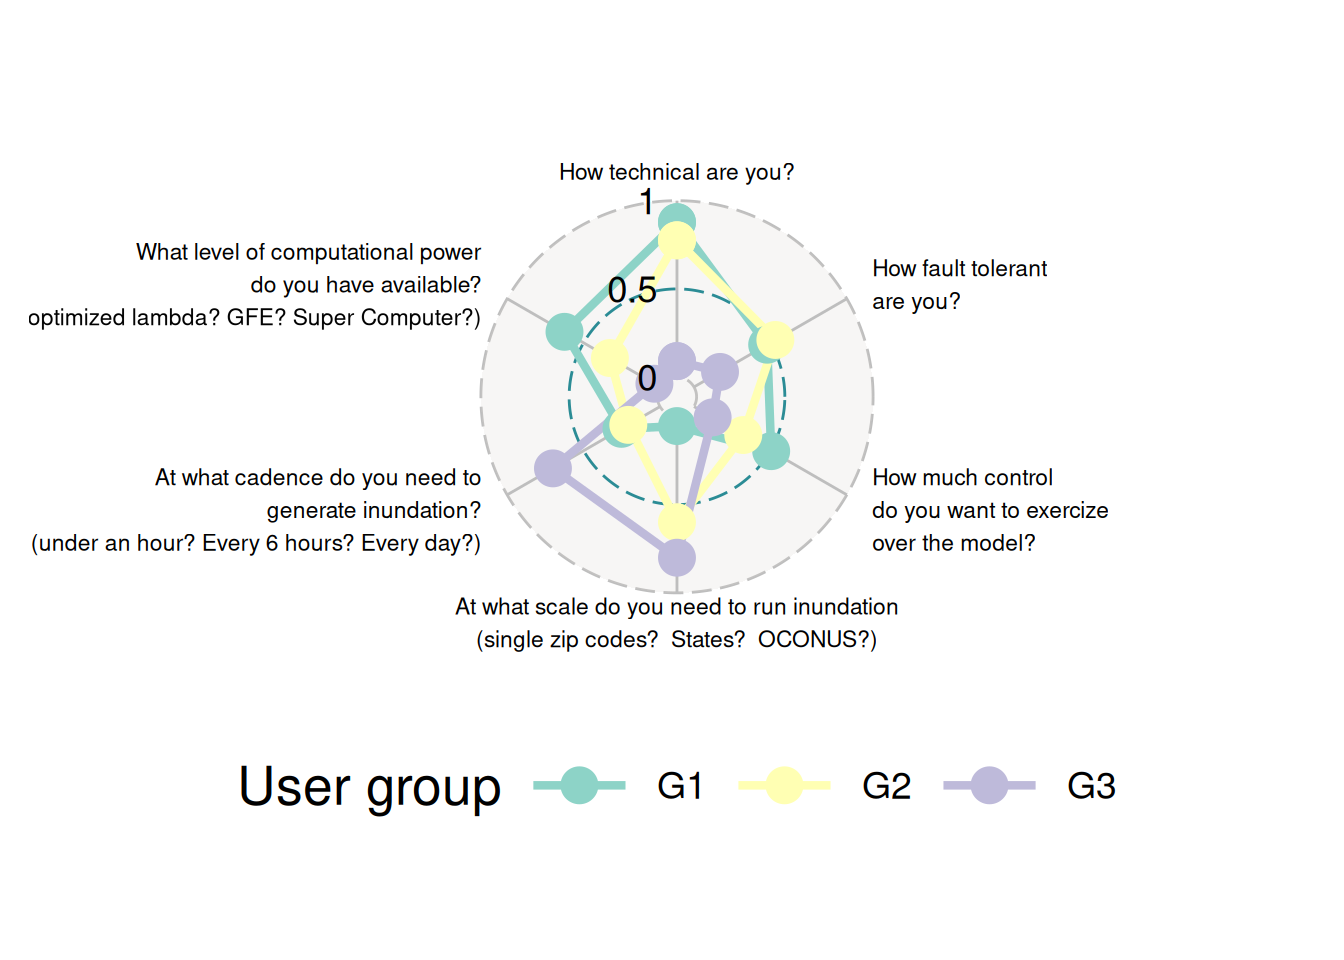 How technical are you?
1
What level of computational power
do you have available?
optimized lambda? GFE? Super Computer?)
How fault tolerant
are you?
0.5
0
At what cadence do you need to
generate inundation?
(under an hour? Every 6 hours? Every day?)
How much control
do you want to exercize
over the model?
At what scale do you need to run inundation
(single zip codes?  States?  OCONUS?)
User group G1 G2 G3